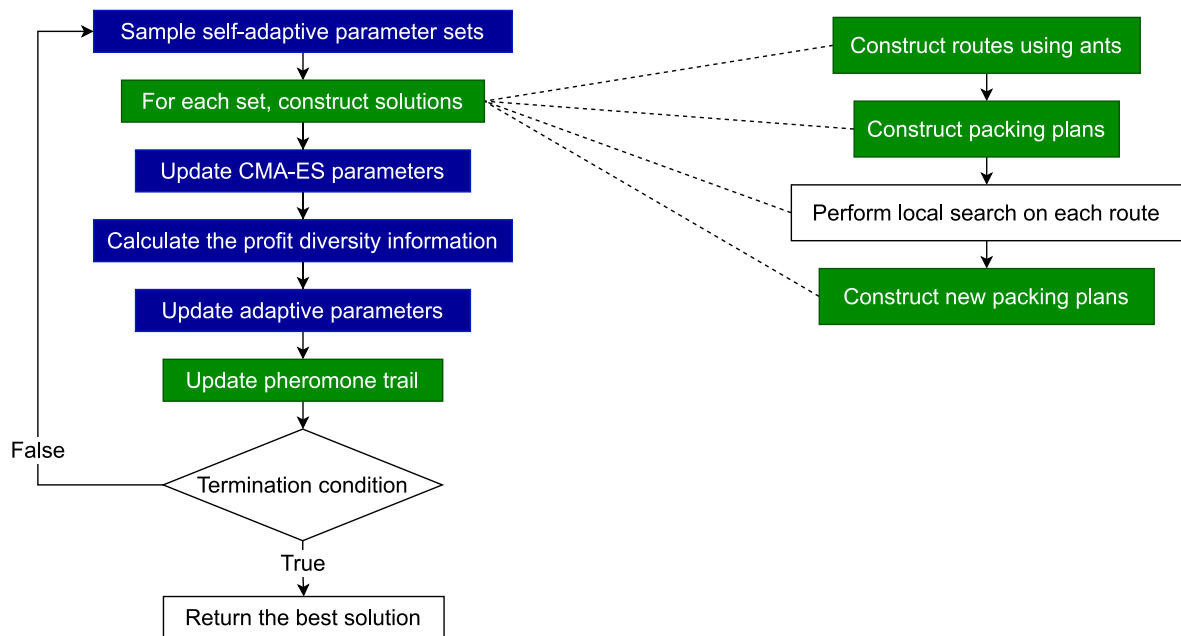 Sample self-adaptive parameter sets
For each set, construct solutions
Update CMA-ES parameters
Calculate the profit diversity information
Update adaptive parameters
Update pheromone trail
False
Termination condition
True
Return the best solution
Construct routes using ants
Construct packing plans
Perform local search on each route
Construct new packing plans